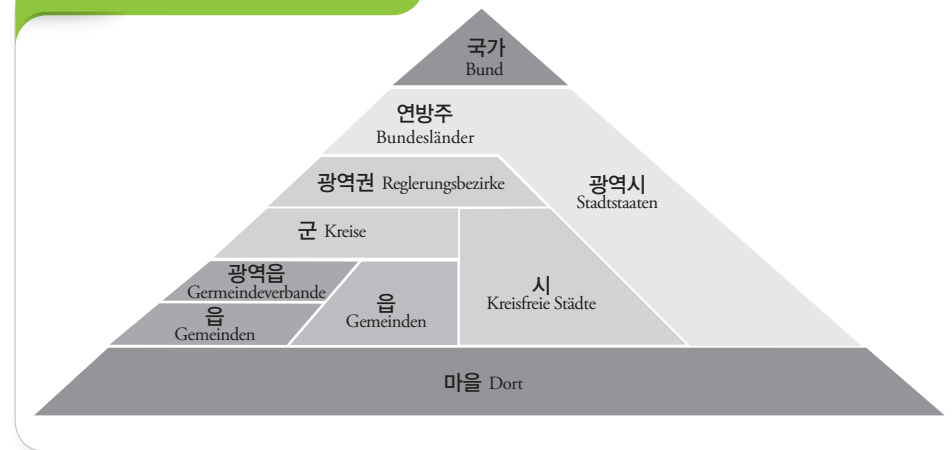 국가
Bund
연방주
Bundesländer
광역권 Reglerungsbezirke
광역시
Stadtstaaten
군 Kreise
광역읍
Germeindeverbande
읍
Gemeinden
읍
Gemeinden
시
Kreisfreie Städte
마을 Dort